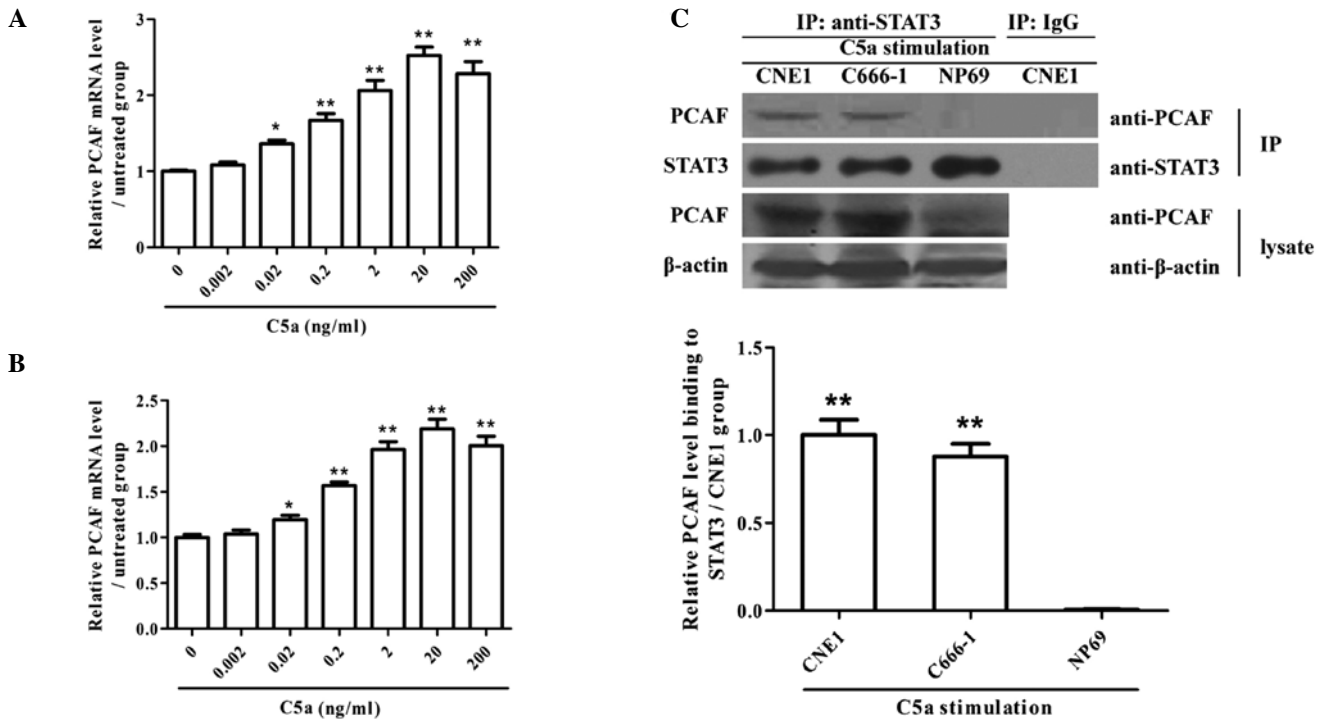 A
Relative PCAF mRNA level
/ untreated group
3
2
1
0
** 
**
**
**
*
0
0.002
0.02
0.2
2
20
200
C5a (ng/ml)
B
Relative PCAF mRNA level
/ untreated group
2.5
2.0
1.5
1.0
0.5
0.0
**
**
**
**
*
0
0.002
0.02
0.2
2
20
200
C5a (ng/ml)
C
IP: anti-STAT3 IP: IgG
C5a stimulation
CNE1 C666-1 NP69 CNE1
PCAF anti-PCAF
IP
STAT3 anti-STAT3
PCAF anti-PCAF
lysate
β-actin anti-β-actin
Relative PCAF level binding to
STAT3 / CNE1 group
1.5
1.0
0.5
0.0
**
**
CNE1
C666-1
NP69
C5a stimulation